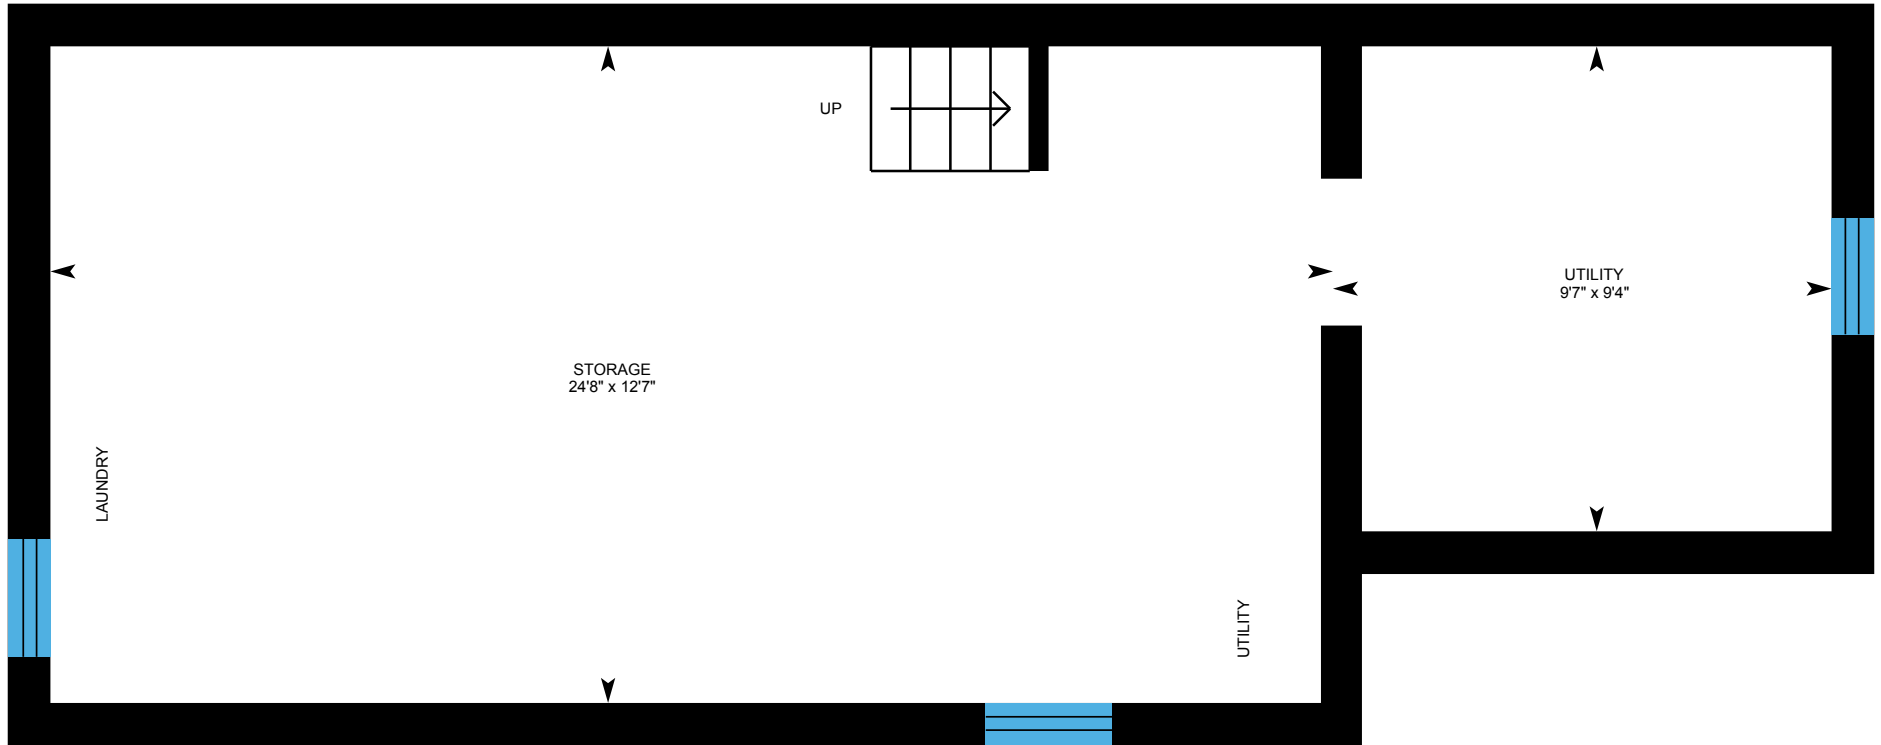 UP
UTILITY
9'7" x 9'4"
STORAGE
24'8" x 12'7"
LAUNDRY
UTILITY